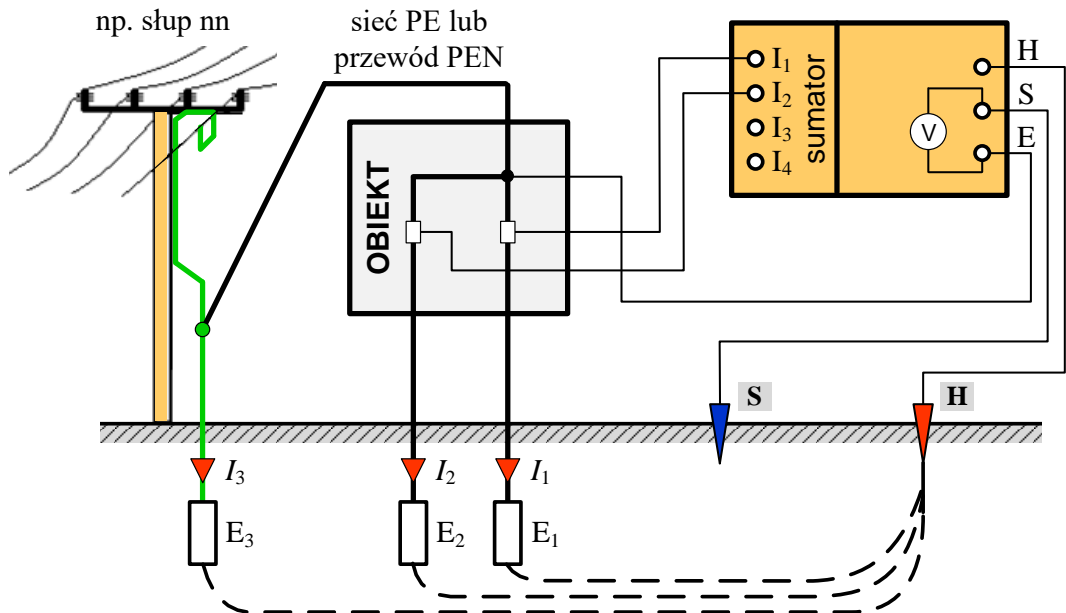 np. słup nn
sieć PE lub
przewód PEN
OBIEKT
I₁
I₂
I₃
I₄
sumator
V
H
S
E
S
H
I₃
I₂
I₁
E₃
E₂
E₁